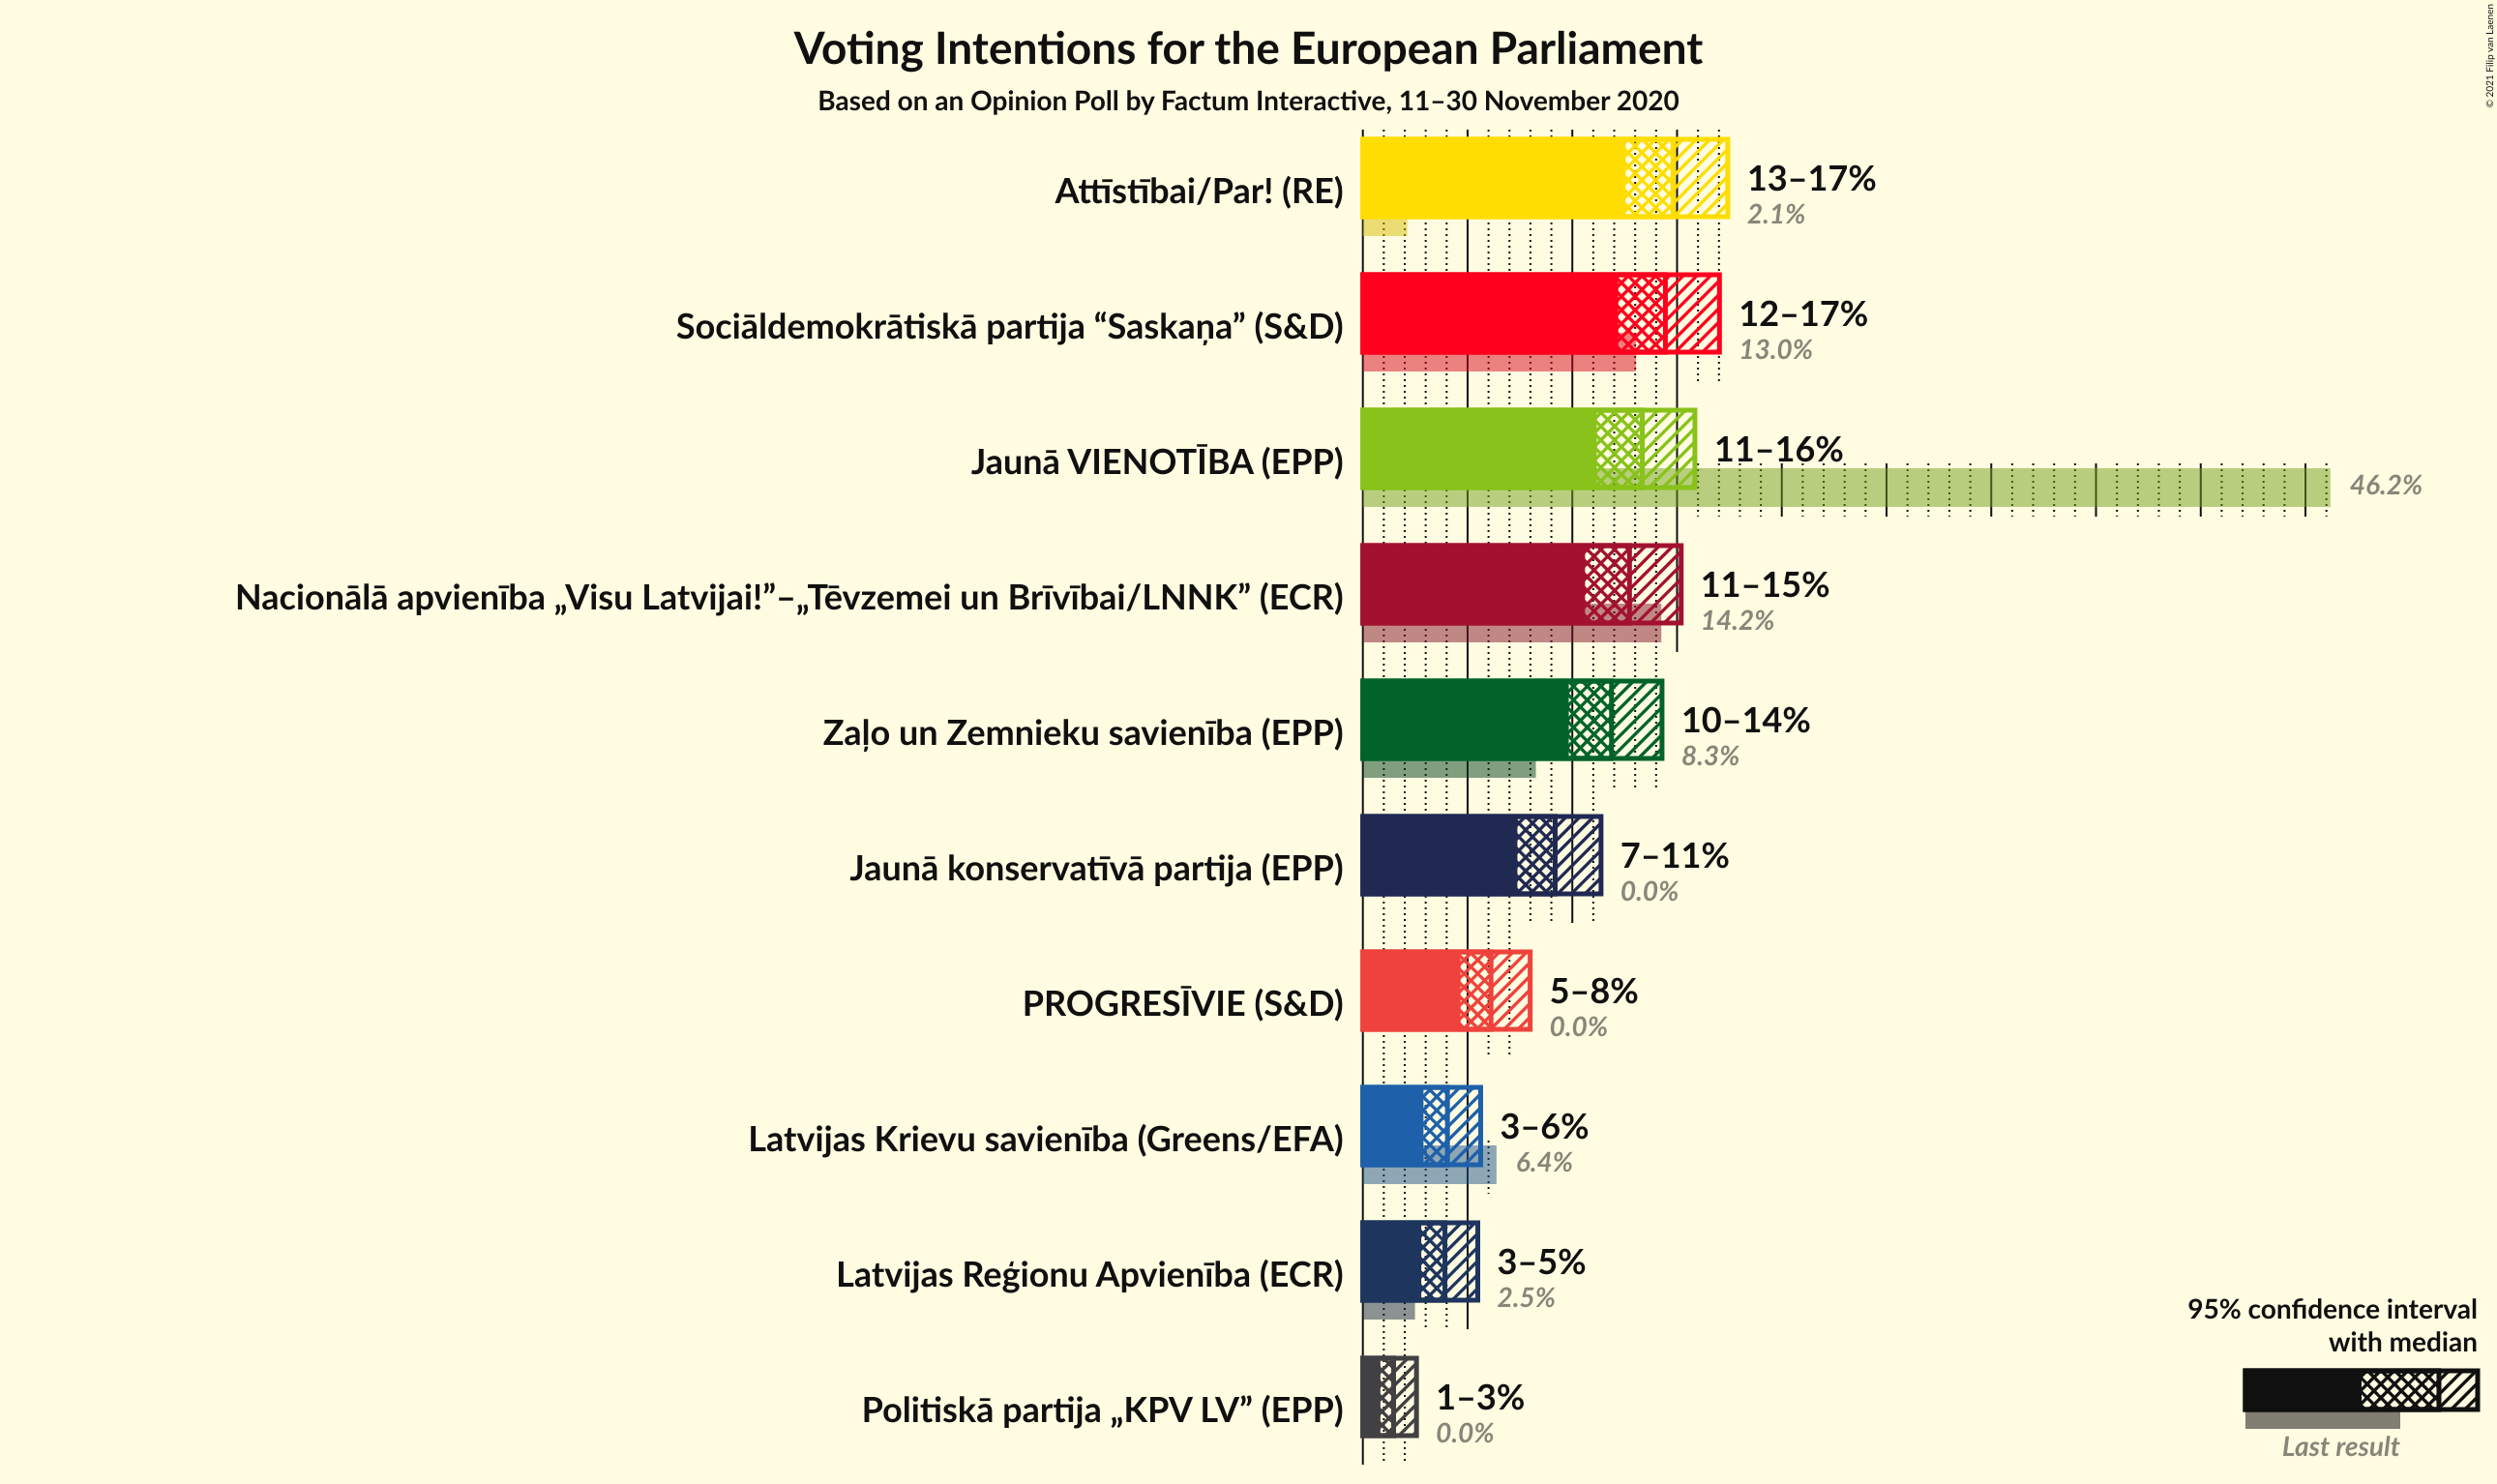 Voting Intentions for the European Parliament
Based on an Opinion Poll by Factum Interactive, 11–30 November 2020
© 2021 Filip van Laenen
Attīstībai/Par! (RE)
13–17%
2.1%
Sociāldemokrātiskā partija “Saskaņa” (S&D)
12–17%
13.0%
Jaunā VIENOTĪBA (EPP)
11–16%
46.2%
Nacionālā apvienība „Visu Latvijai!”–„Tēvzemei un Brīvībai/LNNK” (ECR)
11–15%
14.2%
Zaļo un Zemnieku savienība (EPP)
10–14%
8.3%
Jaunā konservatīvā partija (EPP)
7–11%
0.0%
PROGRESĪVIE (S&D)
5–8%
0.0%
Latvijas Krievu savienība (Greens/EFA)
3–6%
6.4%
Latvijas Reģionu Apvienība (ECR)
3–5%
2.5%
Politiskā partija „KPV LV” (EPP)
1–3%
0.0%
95% confidence interval
with median
Last result